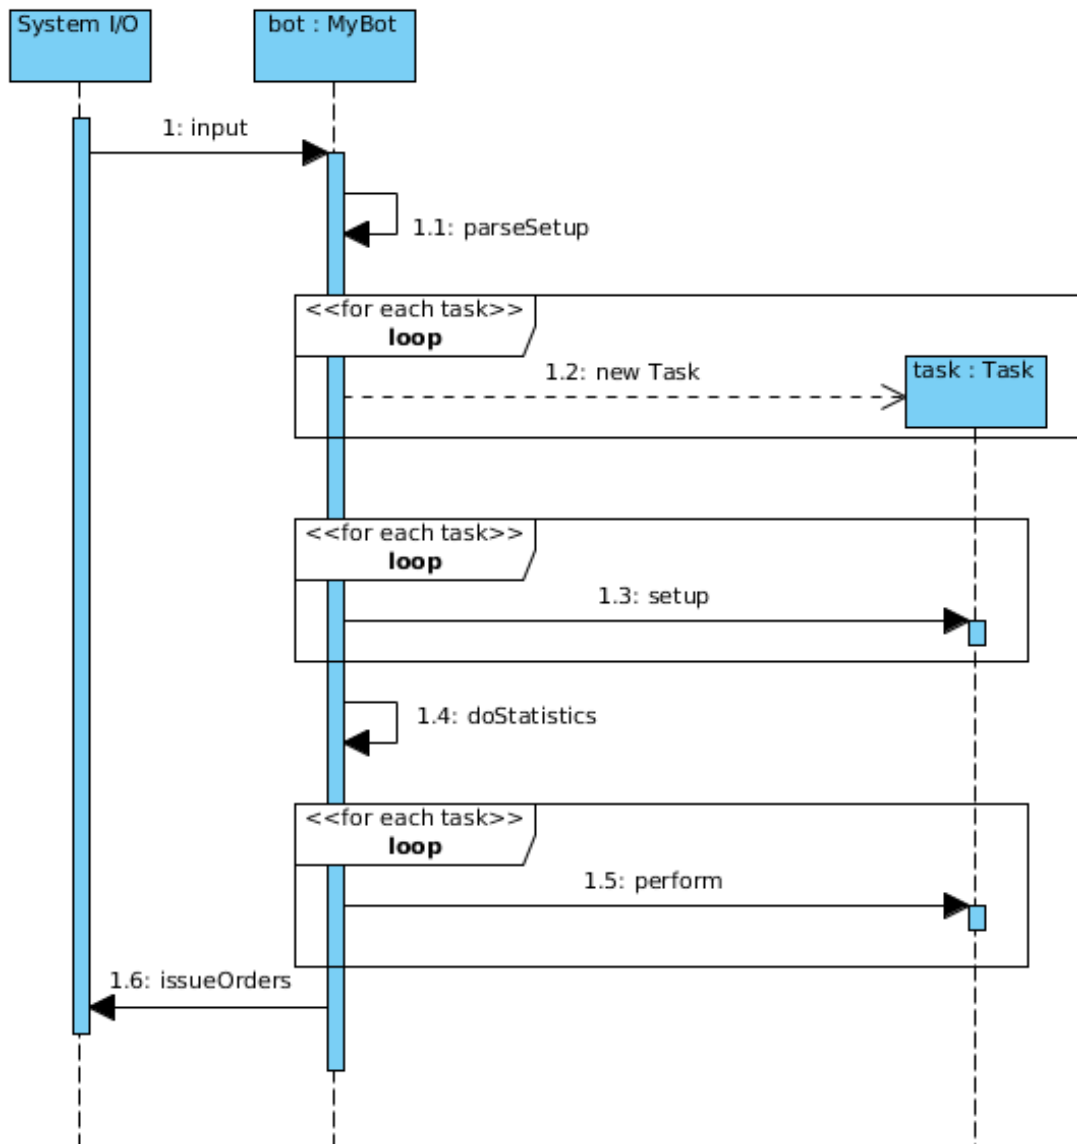 System I/O
bot : MyBot
1: input
1.1: parseSetup
<<for each task>>
loop
1.2: new Task
task : Task
<<for each task>>
loop
1.3: setup
1.4: doStatistics
<<for each task>>
loop
1.5: perform
1.6: issueOrders